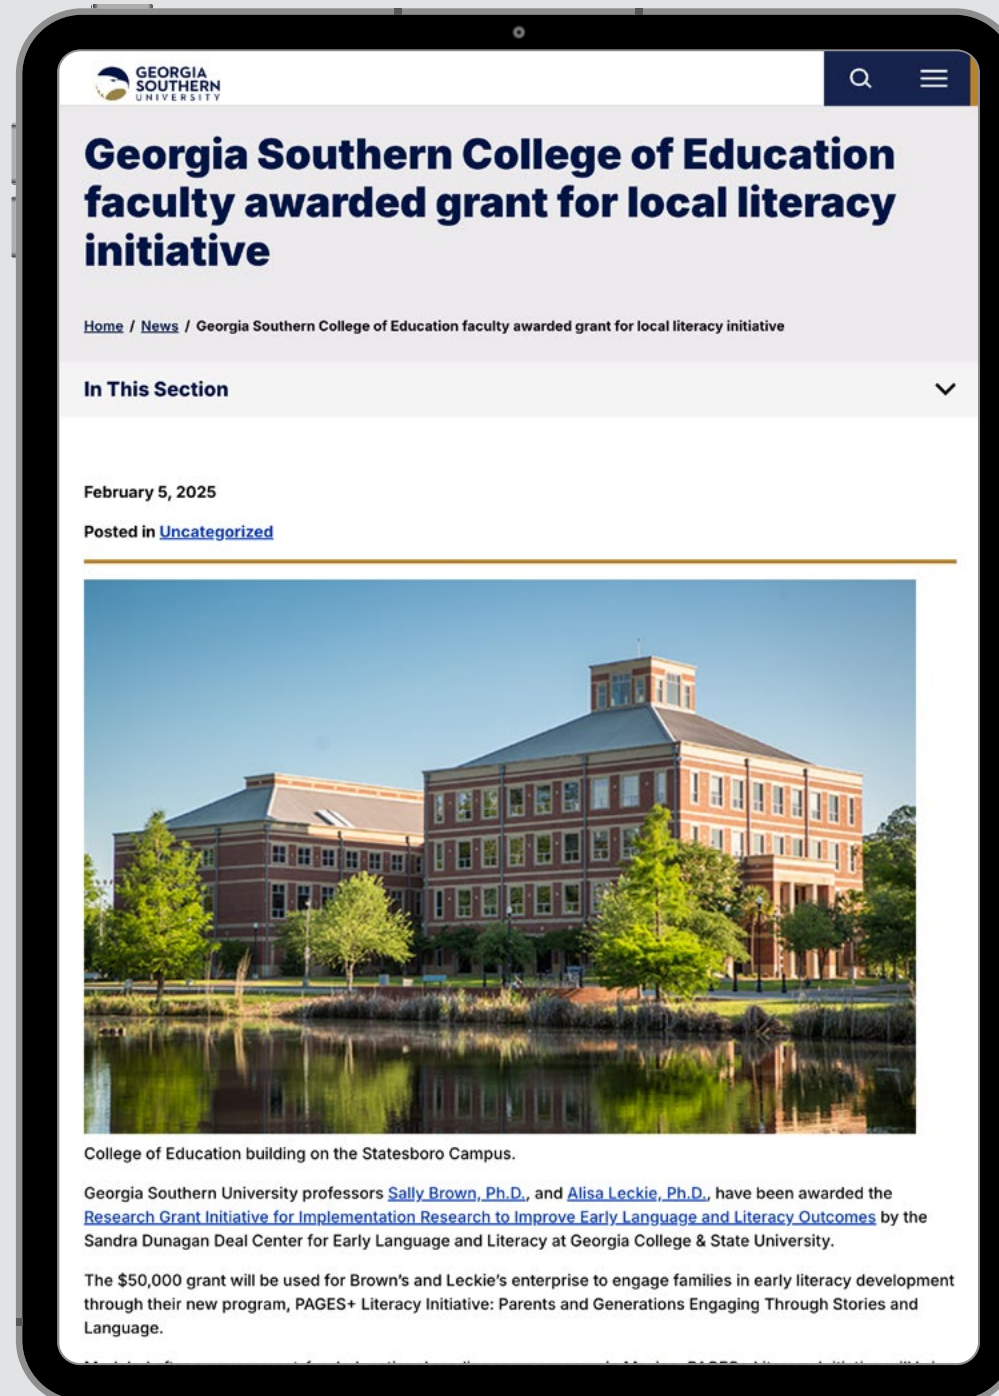 GEORGIA
SOUTHERN
UNIVERSITY
Georgia Southern College of Education
faculty awarded grant for local literacy
initiative
Home / News / Georgia Southern College of Education faculty awarded grant for local literacy initiative
In This Section
February 5, 2025
Posted in Uncategorized
College of Education building on the Statesboro Campus.
Georgia Southern University professors Sally Brown, Ph.D., and Alisa Leckie, Ph.D., have been awarded the
Research Grant Initiative for Implementation Research to Improve Early Language and Literacy Outcomes by the
Sandra Dunagan Deal Center for Early Language and Literacy at Georgia College & State University.
The $50,000 grant will be used for Brown’s and Leckie’s enterprise to engage families in early literacy development
through their new program, PAGES+ Literacy Initiative: Parents and Generations Engaging Through Stories and
Language.